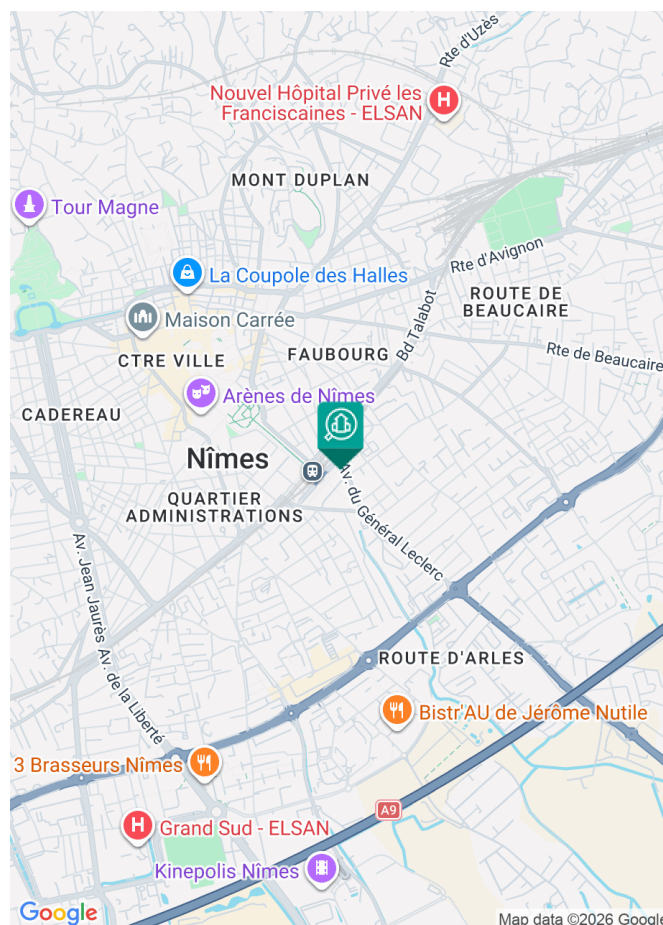 Rte d'Uzès
Nouvel Hôpital Privé les
Franciscaines - ELSAN
MONT DUPLAN
Tour Magne
Rte d'Avignon
La Coupole des Halles
ROUTE DE
BEAUCAIRE
Bd Talabot
Maison Carrée
Rte de Beaucaire
CTRE VILLE
FAUBOURG
Arènes de Nîmes
CADEREAU
Nîmes
QUARTIER
ADMINISTRATIONS
Av. du Général Leclerc
Av. Jean Jaurès
Av. de la Liberté
ROUTE D'ARLES
Bistr'AU de Jérôme Nutile
3 Brasseurs Nîmes
A9
Grand Sud - ELSAN
Kinepolis Nîmes
Google
Map data ©2026 Google